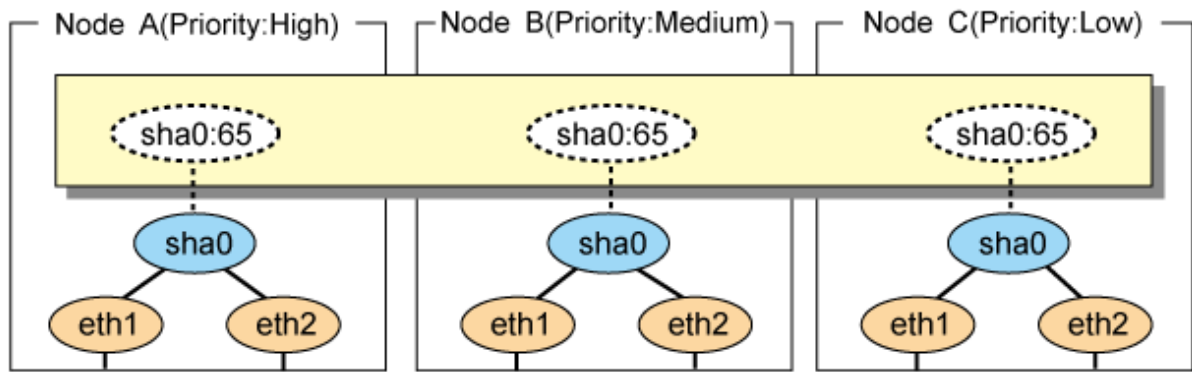 Node A(Priority:High)
Node B(Priority:Medium)
Node C(Priority:Low)
sha0:65
sha0:65
sha0:65
sha0
sha0
sha0
eth1
eth2
eth1
eth2
eth1
eth2